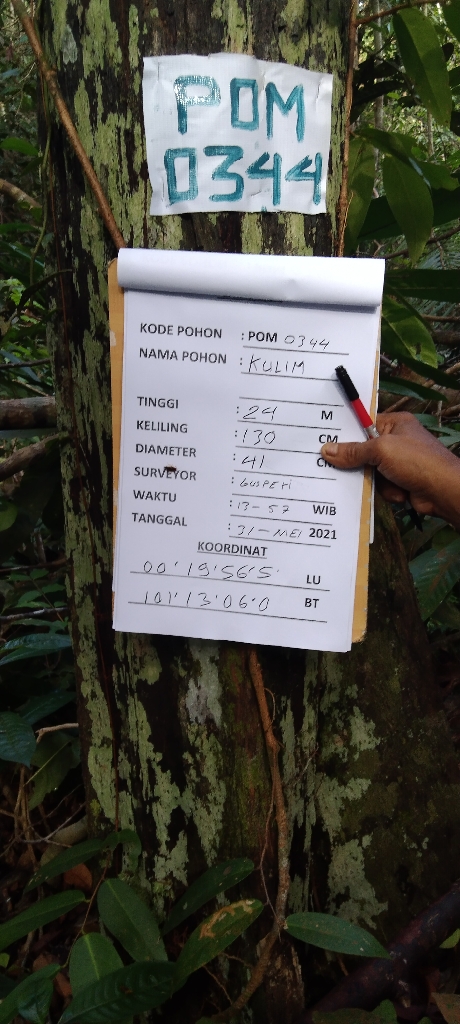 POM
0344
KODE POHON : POM 0344
NAMA POHON : KULIM
TINGGI : 24 M
KELILING : 130 CM
DIAMETER : 41 CM
SURVEYOR : GUSPETI
WAKTU : 13-57 WIB
TANGGAL : 31-MEI 2021
KOORDINAT
00°19'56'5 LU
101°13'06'0 BT